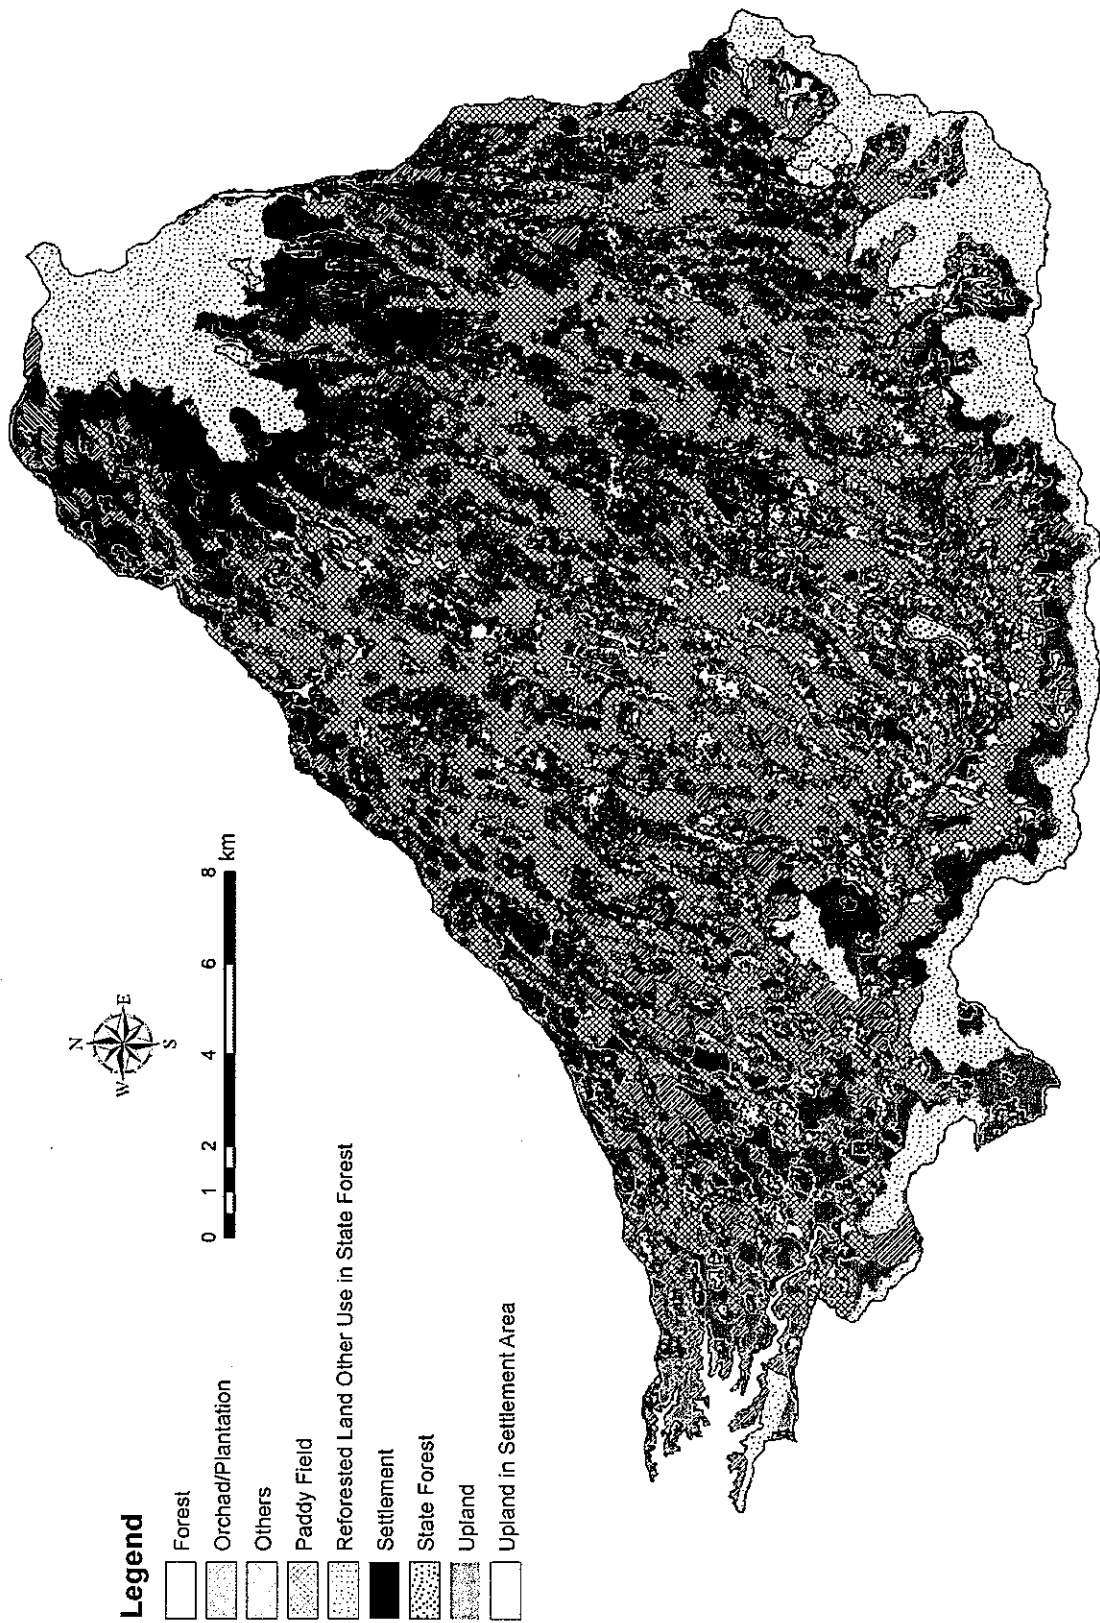 N
W
E
S
0 1 2 4 6 8
km
Legend
Forest
Orchad/Plantation
Others
Paddy Field
Reforested Land Other Use in State Forest
Settlement
State Forest
Upland
Upland in Settlement Area